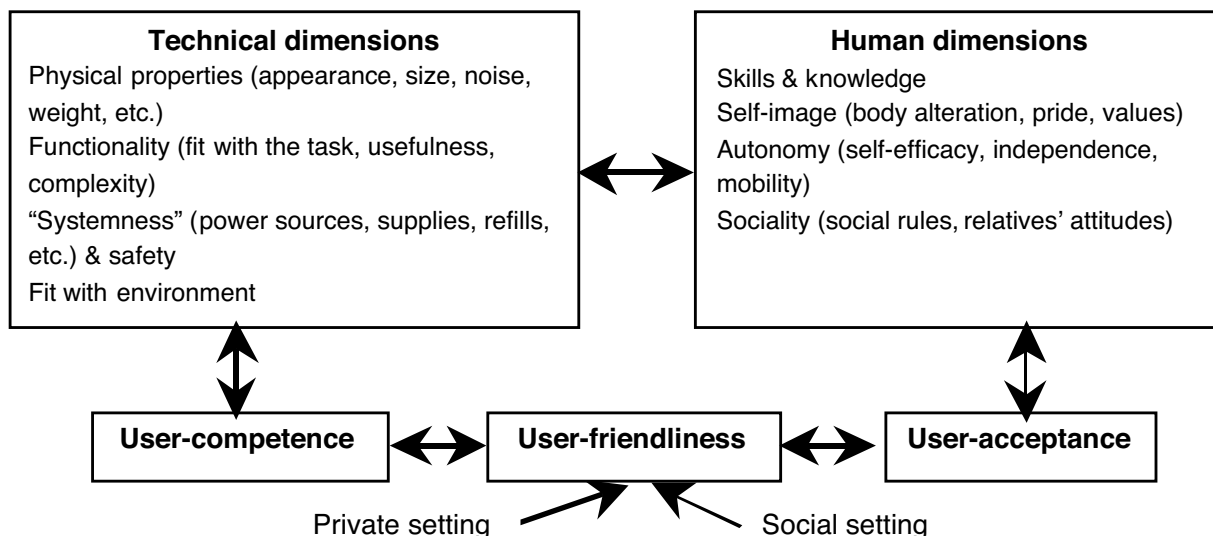 Technical dimensions
Physical properties (appearance, size, noise,
weight, etc.)
Functionality (fit with the task, usefulness,
complexity)
“Systemness” (power sources, supplies, refills,
etc.) & safety
Fit with environment
Human dimensions
Skills & knowledge
Self-image (body alteration, pride, values)
Autonomy (self-efficacy, independence,
mobility)
Sociality (social rules, relatives’ attitudes)
User-competence
User-friendliness
User-acceptance
Private setting
Social setting